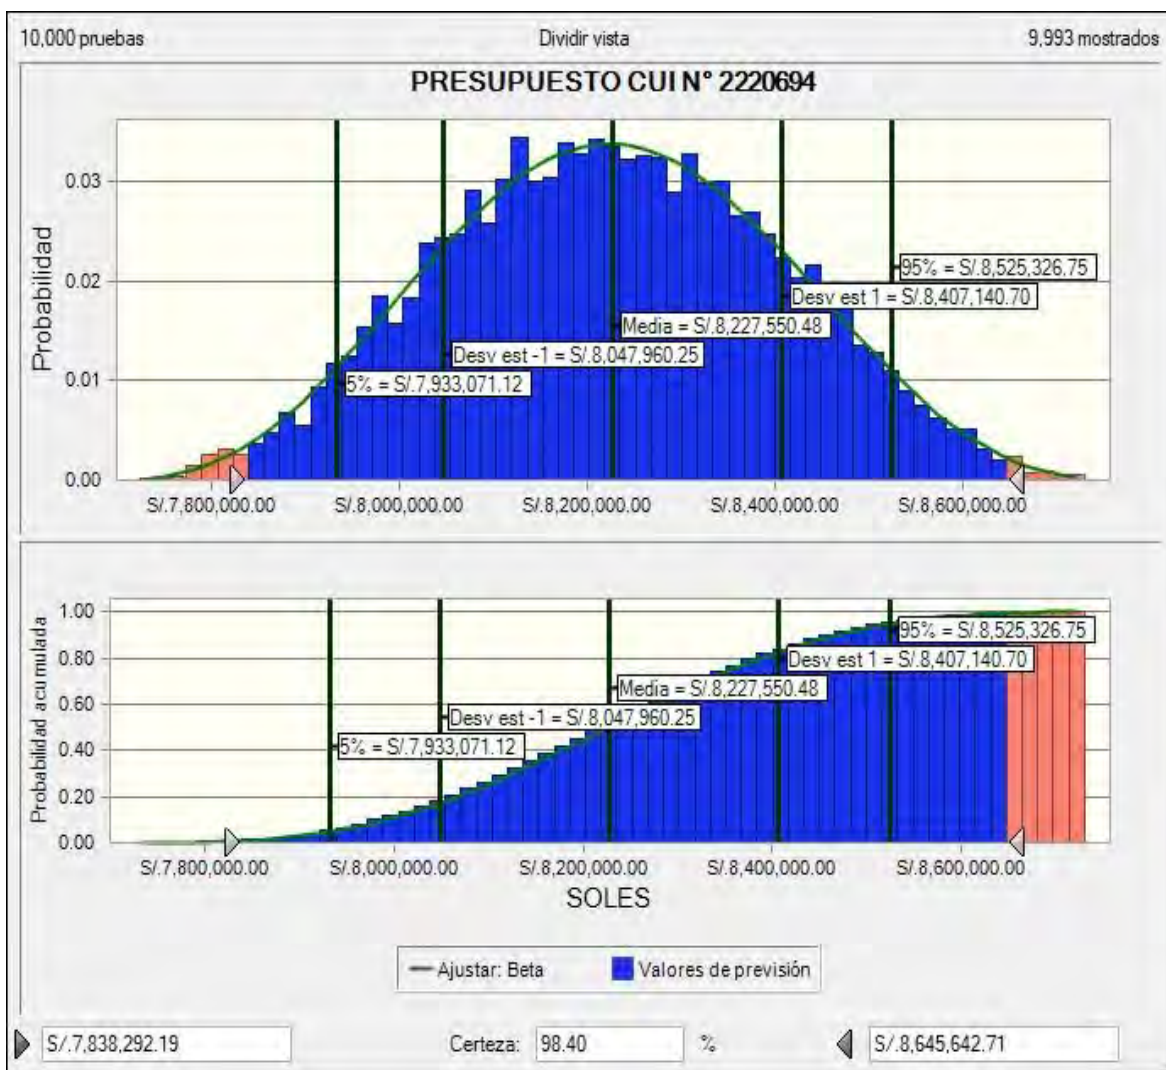 10,000 pruebas Dividir vista 9,993 mostrados
PRESUPUESTO CUI N° 2220694
Probabilidad
0.03
0.02
0.01
0.00
95% = S/.8,525,326.75
Desv est 1 = S/.8,407,140.70
Media = S/.8,227,550.48
Desv est -1 = S/.8,047,960.25
5% = S/.7,933,071.12
S/.7,800,000.00 S/.8,000,000.00 S/.8,200,000.00 S/.8,400,000.00 S/.8,600,000.00
Probabilidad acumulada
1.00
0.80
0.60
0.40
0.20
0.00
95% = S/.8,525,326.75
Desv est 1 = S/.8,407,140.70
Media = S/.8,227,550.48
Desv est -1 = S/.8,047,960.25
5% = S/.7,933,071.12
S/.7,800,000.00 S/.8,000,000.00 S/.8,200,000.00 S/.8,400,000.00 S/.8,600,000.00
SOLES
Ajustar: Beta Valores de previsión
S/.7,838,292.19 Certeza: 98.40 % S/.8,645,642.71